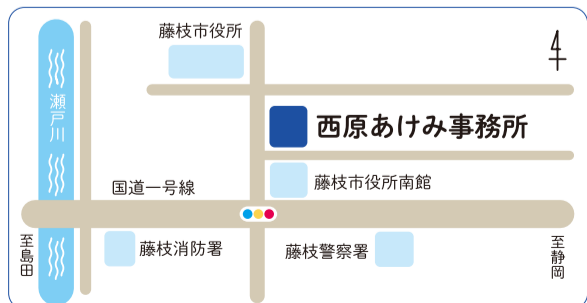 藤枝市役所
瀬戸川
西原あけみ事務所
藤枝市役所南館
国道一号線
至島田
藤枝消防署
藤枝警察署
至静岡